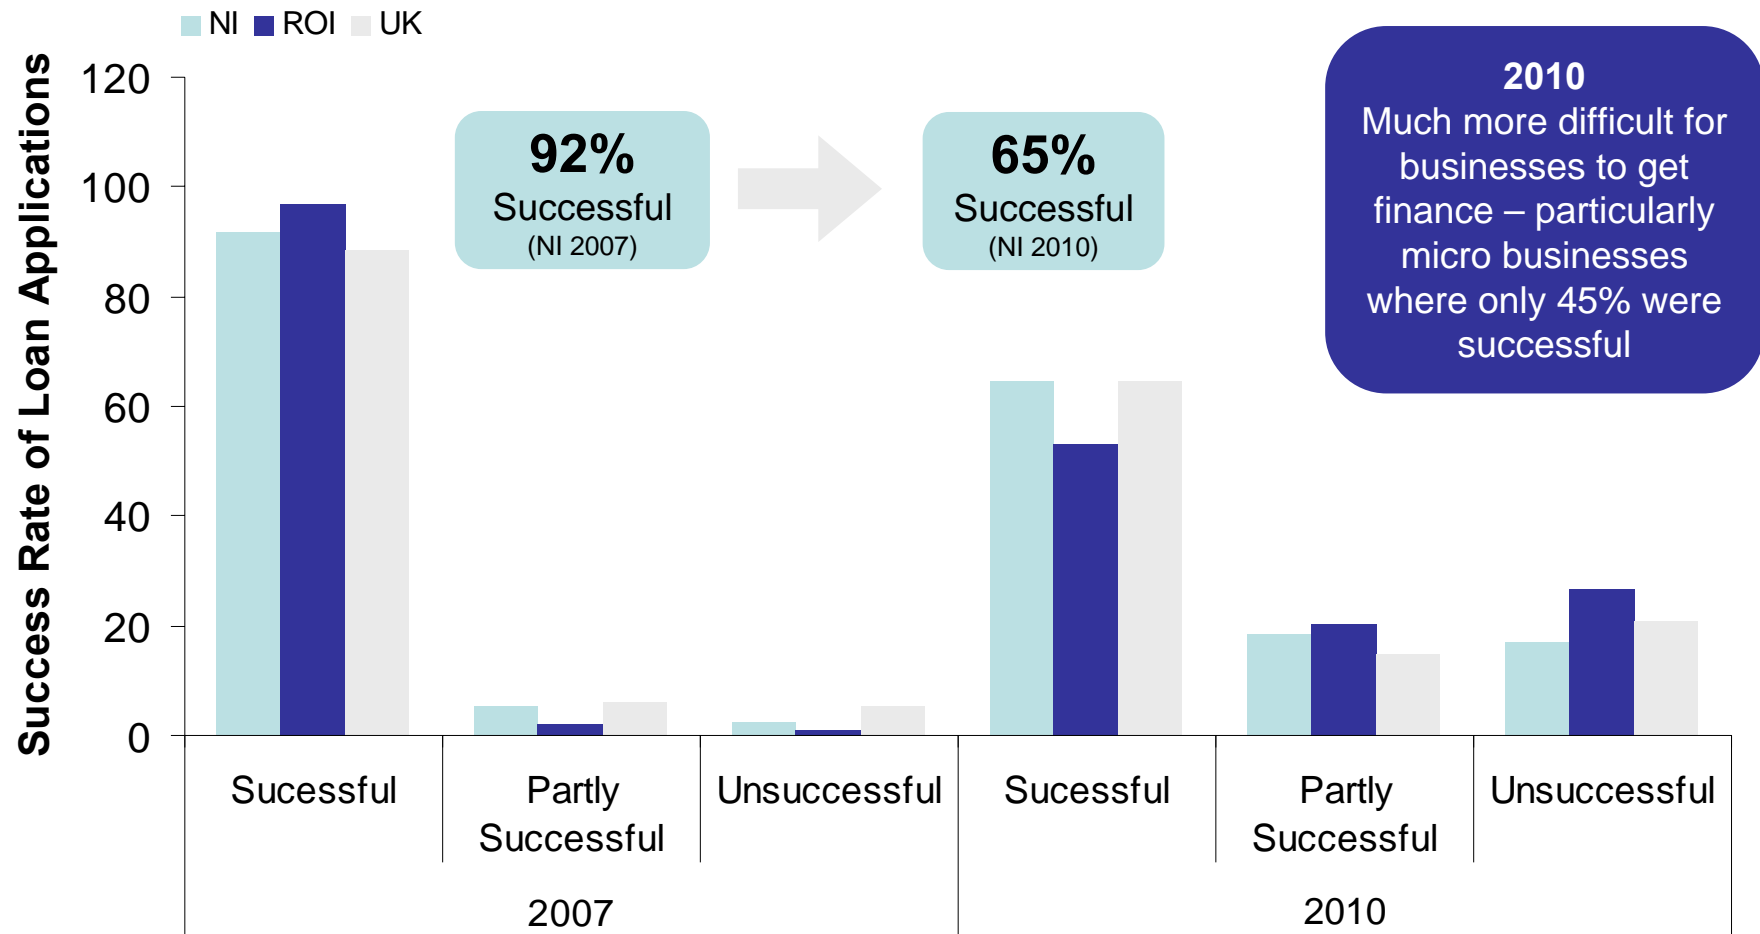 NI ROI UK
Success Rate of Loan Applications
120
100
80
60
40
20
0
92%
Successful
(NI 2007)
65%
Successful
(NI 2010)
2010
Much more difficult for
businesses to get
finance – particularly
micro businesses
where only 45% were
successful
Sucessful
Partly
Successful
Unsuccessful
Sucessful
Partly
Successful
Unsuccessful
2007
2010